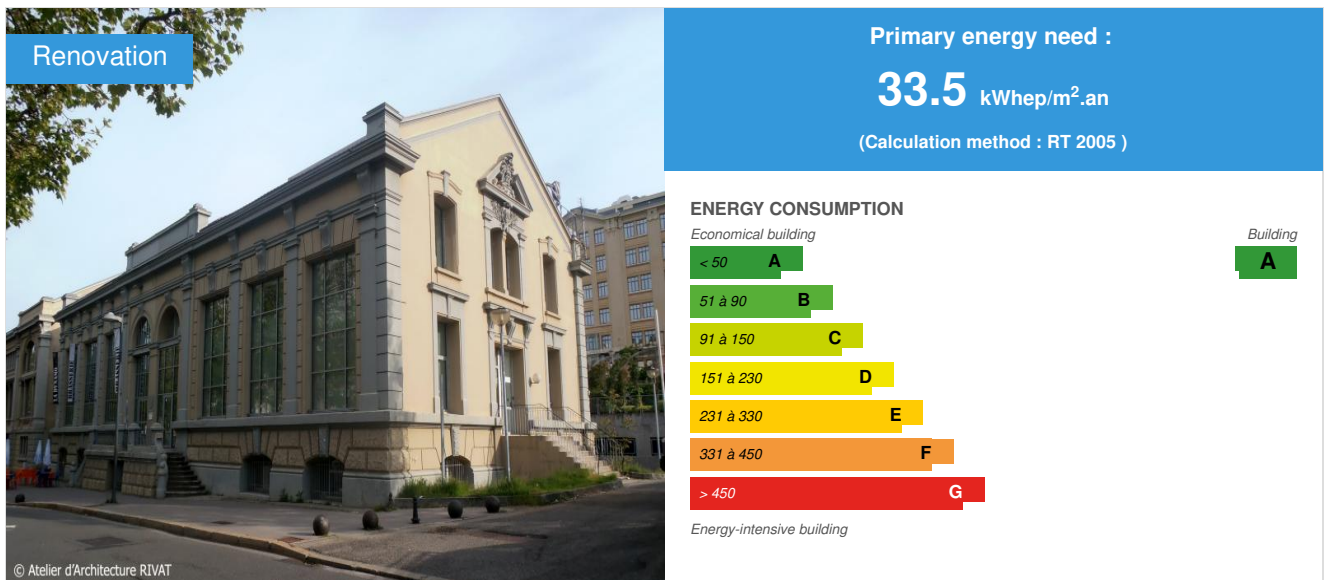 Renovation
© Atelier d'Architecture RIVAT
Primary energy need :
33.5 kWhep/m².an
(Calculation method : RT 2005 )
ENERGY CONSUMPTION
Economical building
Building
< 50 A
A
51 à 90 B
91 à 150 C
151 à 230 D
231 à 330 E
331 à 450 F
> 450 G
Energy-intensive building